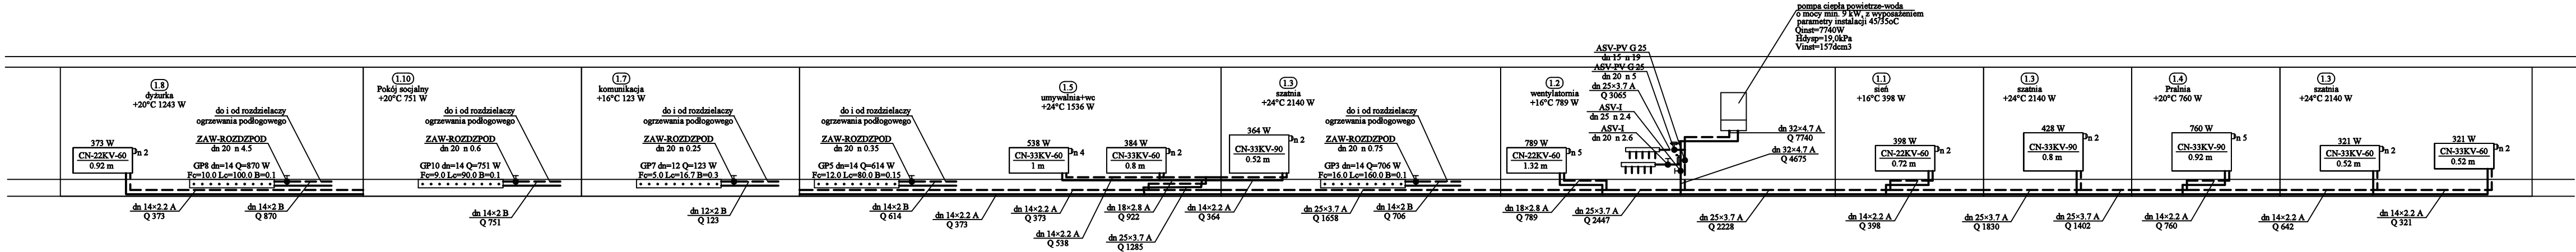 pompa ciepła powietrze-woda
o mocy min. 9 kW, z wyposażeniem
parametry instalacji 45/35oC
Qinst=7740W
Hdysp=19,0kPa
Vinst=157dcm3
1.8
dyżurka
+20°C 1243 W
do i od rozdzielaczy
ogrzewania podłogowego
ZAW-ROZDZPOD
dn 20 n 4.5
GP8 dn=14 Q=870 W
Fc=10.0 Lc=100.0 B=0.1
373 W
CN-22KV-60
0.92 m
n 2
dn 14×2.2 A
Q 373
dn 14×2 B
Q 870
1.10
Pokój socjalny
+20°C 751 W
do i od rozdzielaczy
ogrzewania podłogowego
ZAW-ROZDZPOD
dn 20 n 0.6
GP10 dn=14 Q=751 W
Fc=9.0 Lc=90.0 B=0.1
dn 14×2 B
Q 751
1.7
komunikacja
+16°C 123 W
do i od rozdzielaczy
ogrzewania podłogowego
ZAW-ROZDZPOD
dn 20 n 0.25
GP7 dn=12 Q=123 W
Fc=5.0 Lc=16.7 B=0.3
dn 12×2 B
Q 123
1.5
umywalnia+wc
+24°C 1536 W
do i od rozdzielaczy
ogrzewania podłogowego
ZAW-ROZDZPOD
dn 20 n 0.35
GP5 dn=14 Q=614 W
Fc=12.0 Lc=80.0 B=0.15
dn 14×2 B
Q 614
dn 14×2.2 A
Q 373
538 W
CN-33KV-60
1 m
n 4
384 W
CN-33KV-60
0.8 m
n 2
dn 14×2.2 A
Q 373
dn 14×2.2 A
Q 538
dn 18×2.8 A
Q 922
dn 25×3.7 A
Q 1285
dn 14×2.2 A
Q 364
1.3
szatnia
+24°C 2140 W
364 W
CN-33KV-90
0.52 m
n 2
do i od rozdzielaczy
ogrzewania podłogowego
ZAW-ROZDZPOD
dn 20 n 0.75
GP3 dn=14 Q=706 W
Fc=16.0 Lc=160.0 B=0.1
dn 25×3.7 A
Q 1658
dn 14×2 B
Q 706
1.2
wentylatornia
+16°C 789 W
789 W
CN-22KV-60
1.32 m
n 5
dn 18×2.8 A
Q 789
dn 25×3.7 A
Q 2447
ASV-PV G 25
dn 15 n 19
ASV-PV G 25
dn 20 n 5
dn 25×3.7 A
Q 3065
ASV-I
dn 25 n 2.4
ASV-I
dn 20 n 2.6
dn 32×4.7 A
Q 7740
dn 32×4.7 A
Q 4675
dn 25×3.7 A
Q 2228
1.1
sień
+16°C 398 W
398 W
CN-22KV-60
0.72 m
n 2
dn 14×2.2 A
Q 398
1.3
szatnia
+24°C 2140 W
428 W
CN-33KV-90
0.8 m
n 2
dn 25×3.7 A
Q 1830
dn 25×3.7 A
Q 1402
1.4
Pralnia
+20°C 760 W
760 W
CN-33KV-90
0.92 m
n 5
dn 14×2.2 A
Q 760
1.3
szatnia
+24°C 2140 W
321 W
CN-33KV-60
0.52 m
n 2
321 W
CN-33KV-60
0.52 m
n 2
dn 14×2.2 A
Q 642
dn 14×2.2 A
Q 321